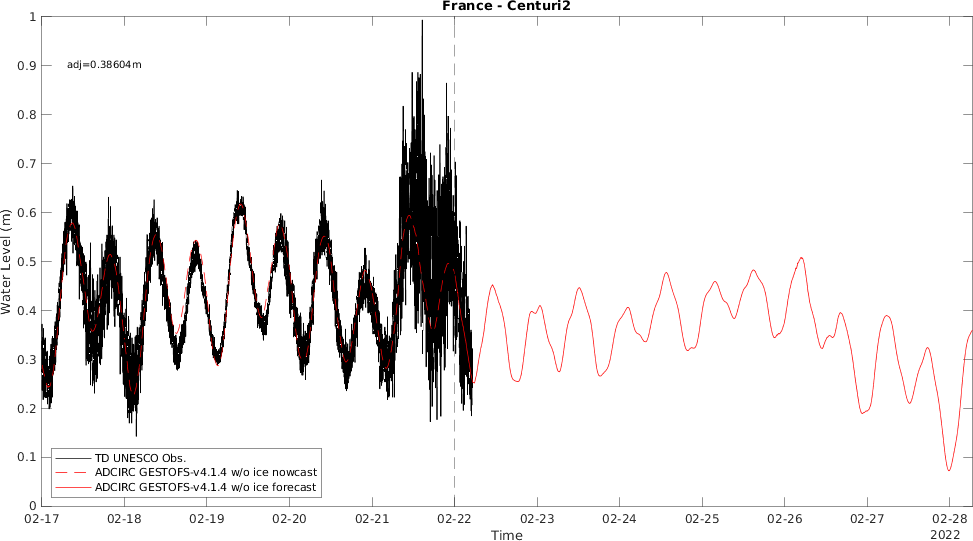 France - Centuri2
1
0.9
0.8
0.7
0.6
0.5
0.4
0.3
0.2
0.1
0
Water Level (m)
adj=0.38604m
TD UNESCO Obs.
ADCIRC GESTOFS-v4.1.4 w/o ice nowcast
ADCIRC GESTOFS-v4.1.4 w/o ice forecast
02-17 02-18 02-19 02-20 02-21 02-22 02-23 02-24 02-25 02-26 02-27 02-28
2022
Time